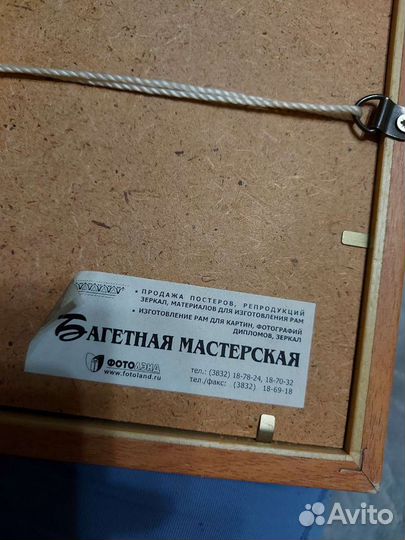 • ПРОДАЖА ПОСТЕРОВ, РЕПРОДУКЦИЙ
ЗЕРКАЛ, МАТЕРИАЛОВ ДЛЯ ИЗГОТОВЛЕНИЯ РАМ
• ИЗГОТОВЛЕНИЕ РАМ ДЛЯ КАРТИН, ФОТОГРАФИЙ
ДИПЛОМОВ, ЗЕРКАЛ
БАГЕТНАЯ МАСТЕРСКАЯ
ФОТОЛЭНД
www.fotoland.ru
тел.: (3832) 18-78-24, 18-70-32
тел./факс: (3832) 18-69-18
Avito